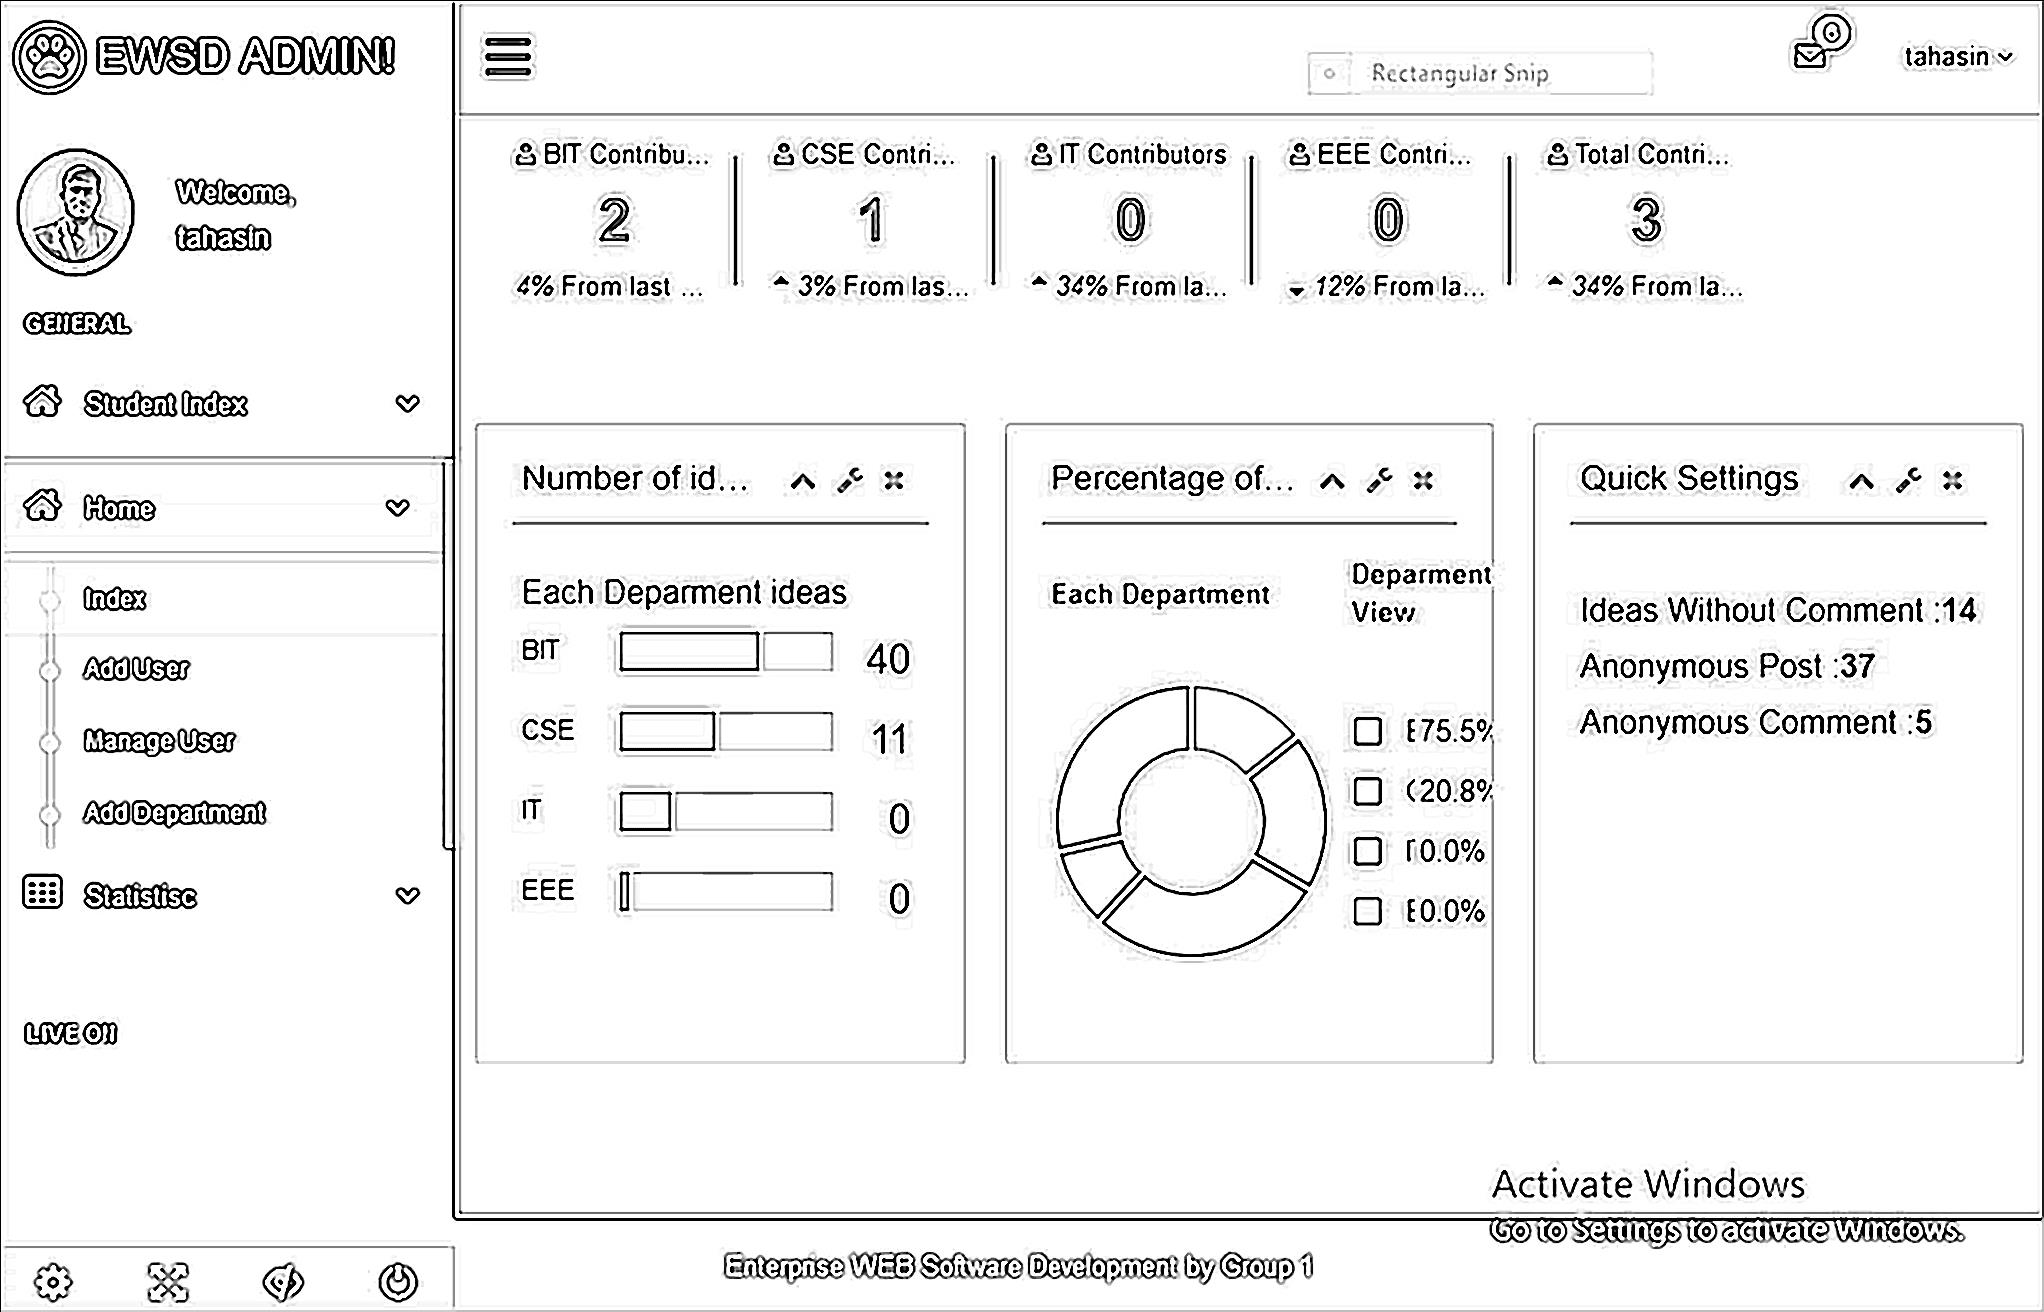 EWSD ADMIN!
Rectangular Snip
tahasin
Welcome,
tahasin
BIT Contribu...
2
4% From last ...
CSE Contri...
1
3% From las...
IT Contributors
0
34% From la...
EEE Contri...
0
12% From la...
Total Contri...
3
34% From la...
GENERAL
Student Index
Home
Index
Add User
Manage User
Add Department
Statistisc
LIVE ON
Number of id...
Each Deparment ideas
BIT 40
CSE 11
IT 0
EEE 0
Percentage of...
Each Department
Deparment
View
75.5%
20.8%
0.0%
0.0%
Quick Settings
Ideas Without Comment :14
Anonymous Post :37
Anonymous Comment :5
Activate Windows
Go to Settings to activate Windows.
Enterprise WEB Software Development by Group 1